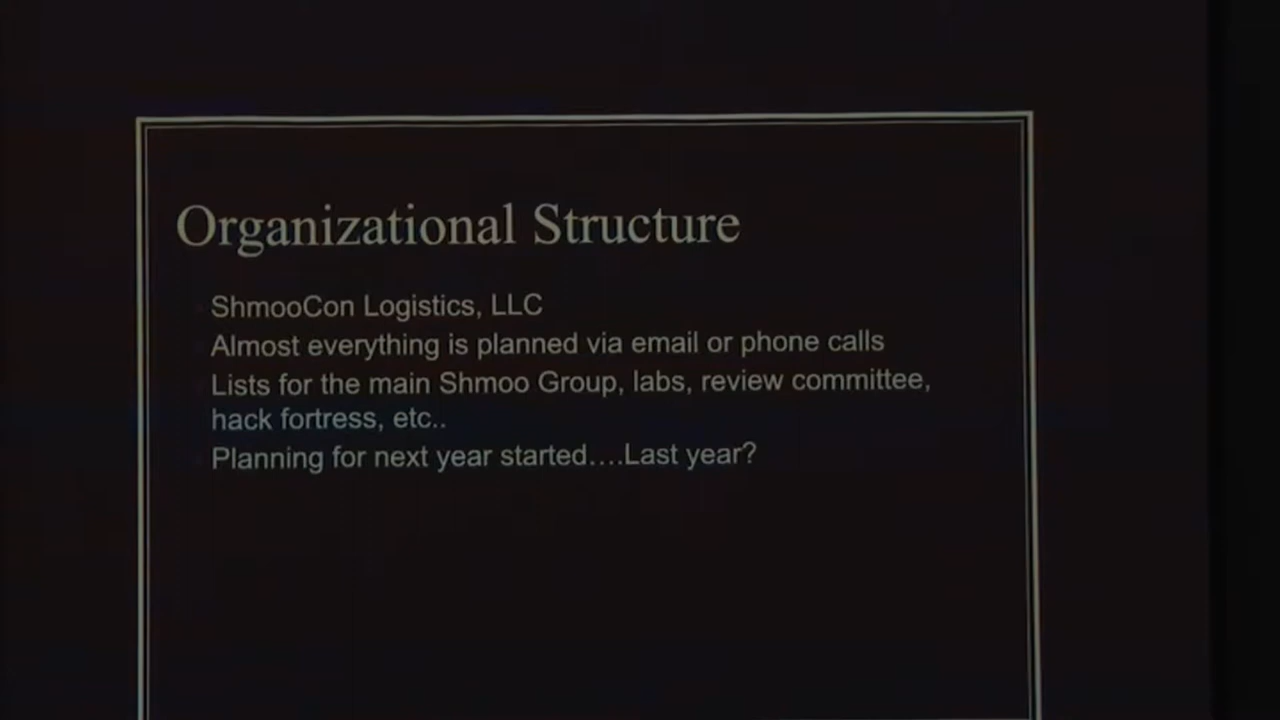 Organizational Structure
ShmooCon Logistics, LLC
Almost everything is planned via email or phone calls
Lists for the main Shmoo Group, labs, review committee,
hack fortress, etc..
Planning for next year started….Last year?